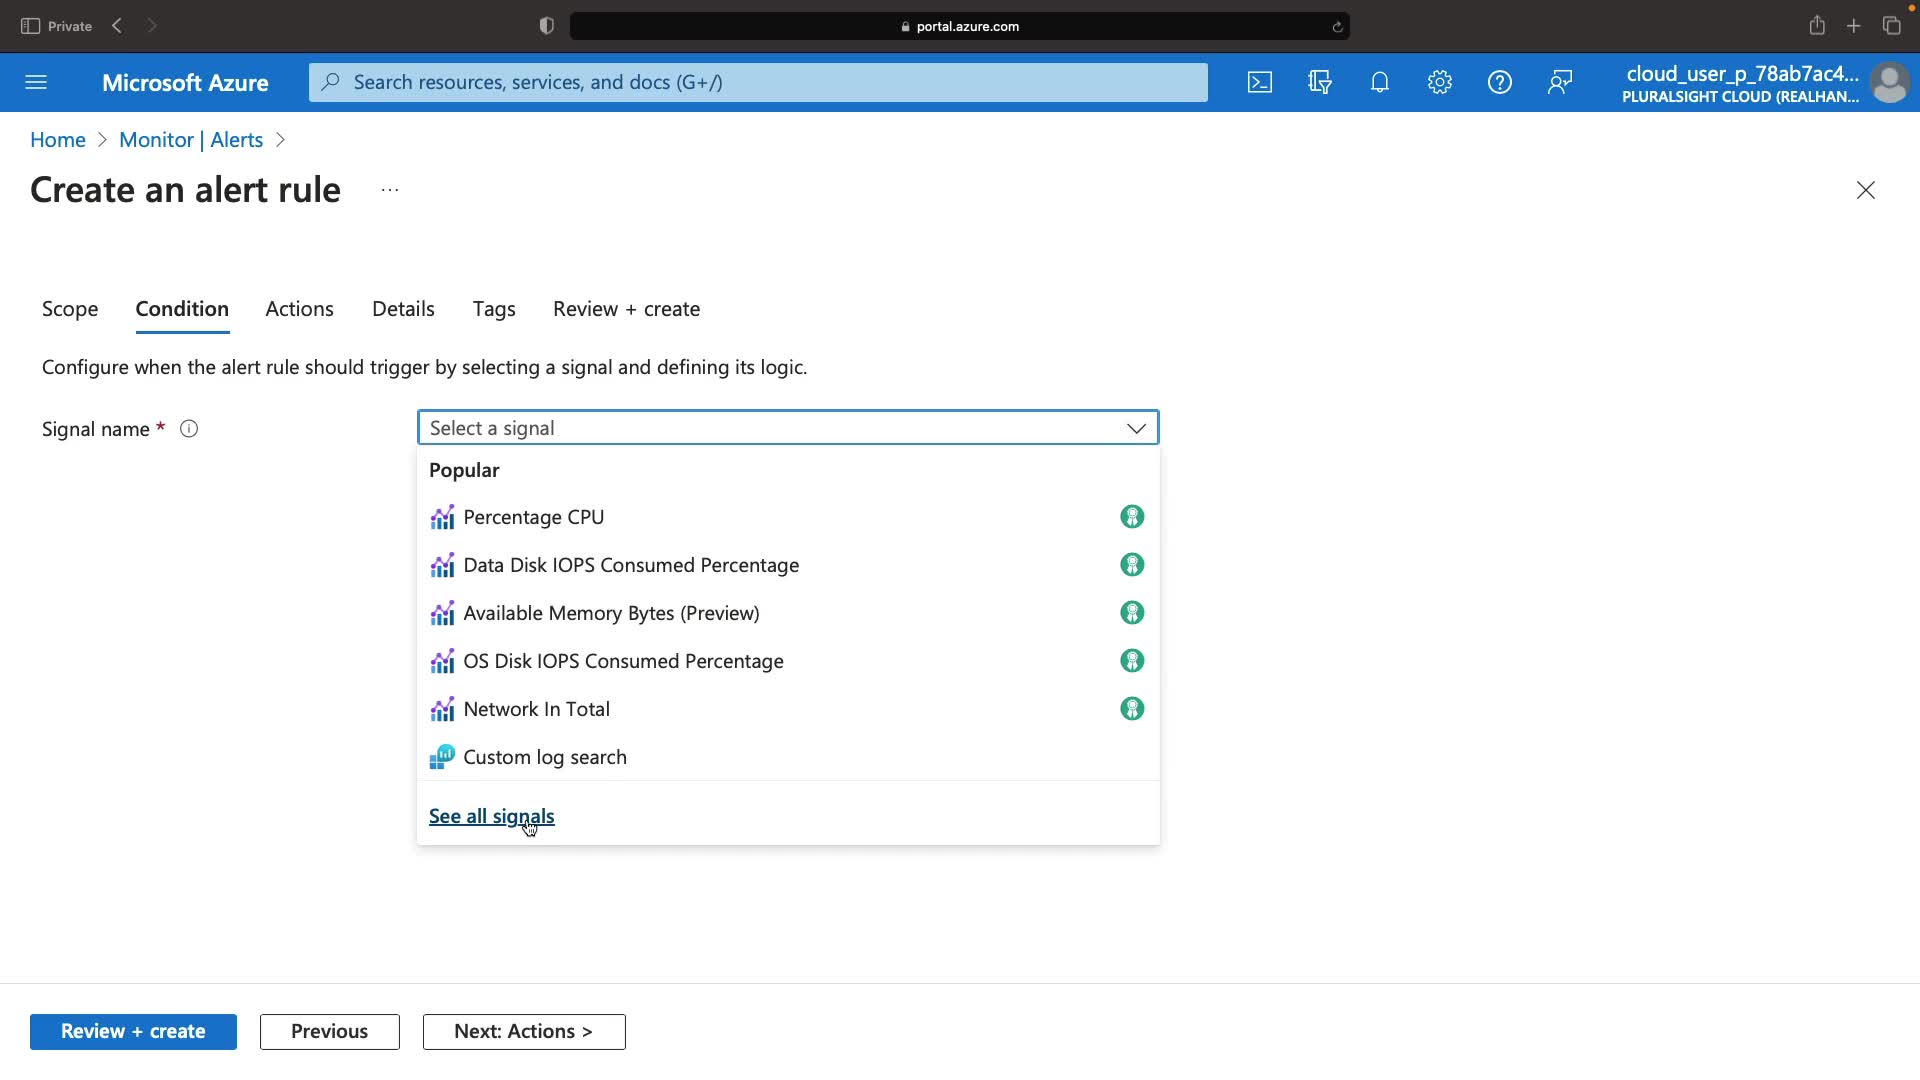 Private
portal.azure.com
Microsoft Azure
Search resources, services, and docs (G+/)
cloud_user_p_78ab7ac4...
PLURALSIGHT CLOUD (REALHAN...
Home > Monitor | Alerts >
Create an alert rule ...
Scope Condition Actions Details Tags Review + create
Configure when the alert rule should trigger by selecting a signal and defining its logic.
Signal name *
Select a signal
Popular
Percentage CPU
Data Disk IOPS Consumed Percentage
Available Memory Bytes (Preview)
OS Disk IOPS Consumed Percentage
Network In Total
Custom log search
See all signals
Review + create Previous Next: Actions >